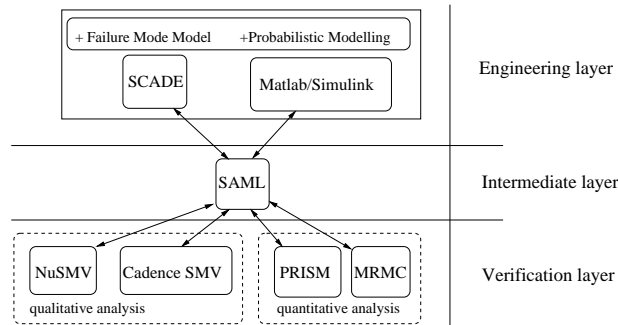 + Failure Mode Model +Probabilistic Modelling
SCADE
Matlab/Simulink
Engineering layer
SAML
Intermediate layer
NuSMV
Cadence SMV
PRISM
MRMC
Verification layer
qualitative analysis
quantitative analysis